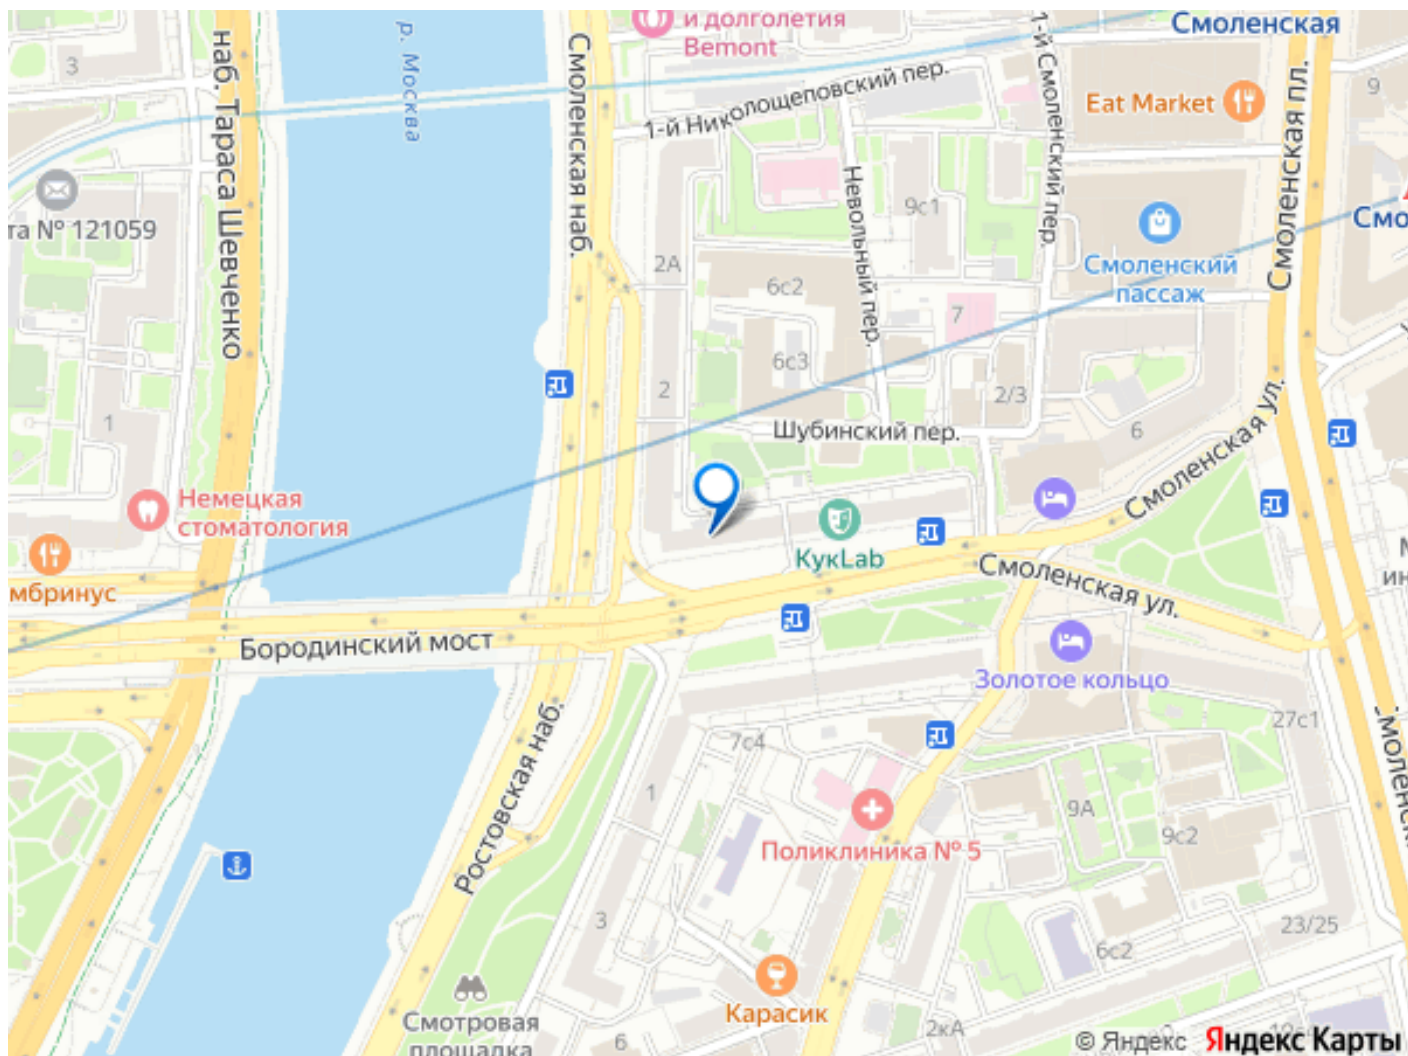 и долголетия
Bemont
Смоленская
3
наб. Тараса Шевченко
р. Москва
Смоленская наб.
1-й Николощеповский пер.
1-й Смоленский пер.
Eat Market
9
Смоленская пл.
та № 121059
Невольный пер.
9с1
Смо
Смоленский
пассаж
2А
6с2
7
6с3
2
2/3
1
Шубинский пер.
6
Смоленская ул.
Немецкая
стоматология
КукLab
мбринус
Смоленская ул.
ин
Бородинский мост
Золотое кольцо
27с1
Ростовская наб.
7с4
1
9А
9с2
Поликлиника № 5
3
23/25
6с2
Карасик
Смотровая
площадка
6
2кА
© Яндекс Яндекс Карты